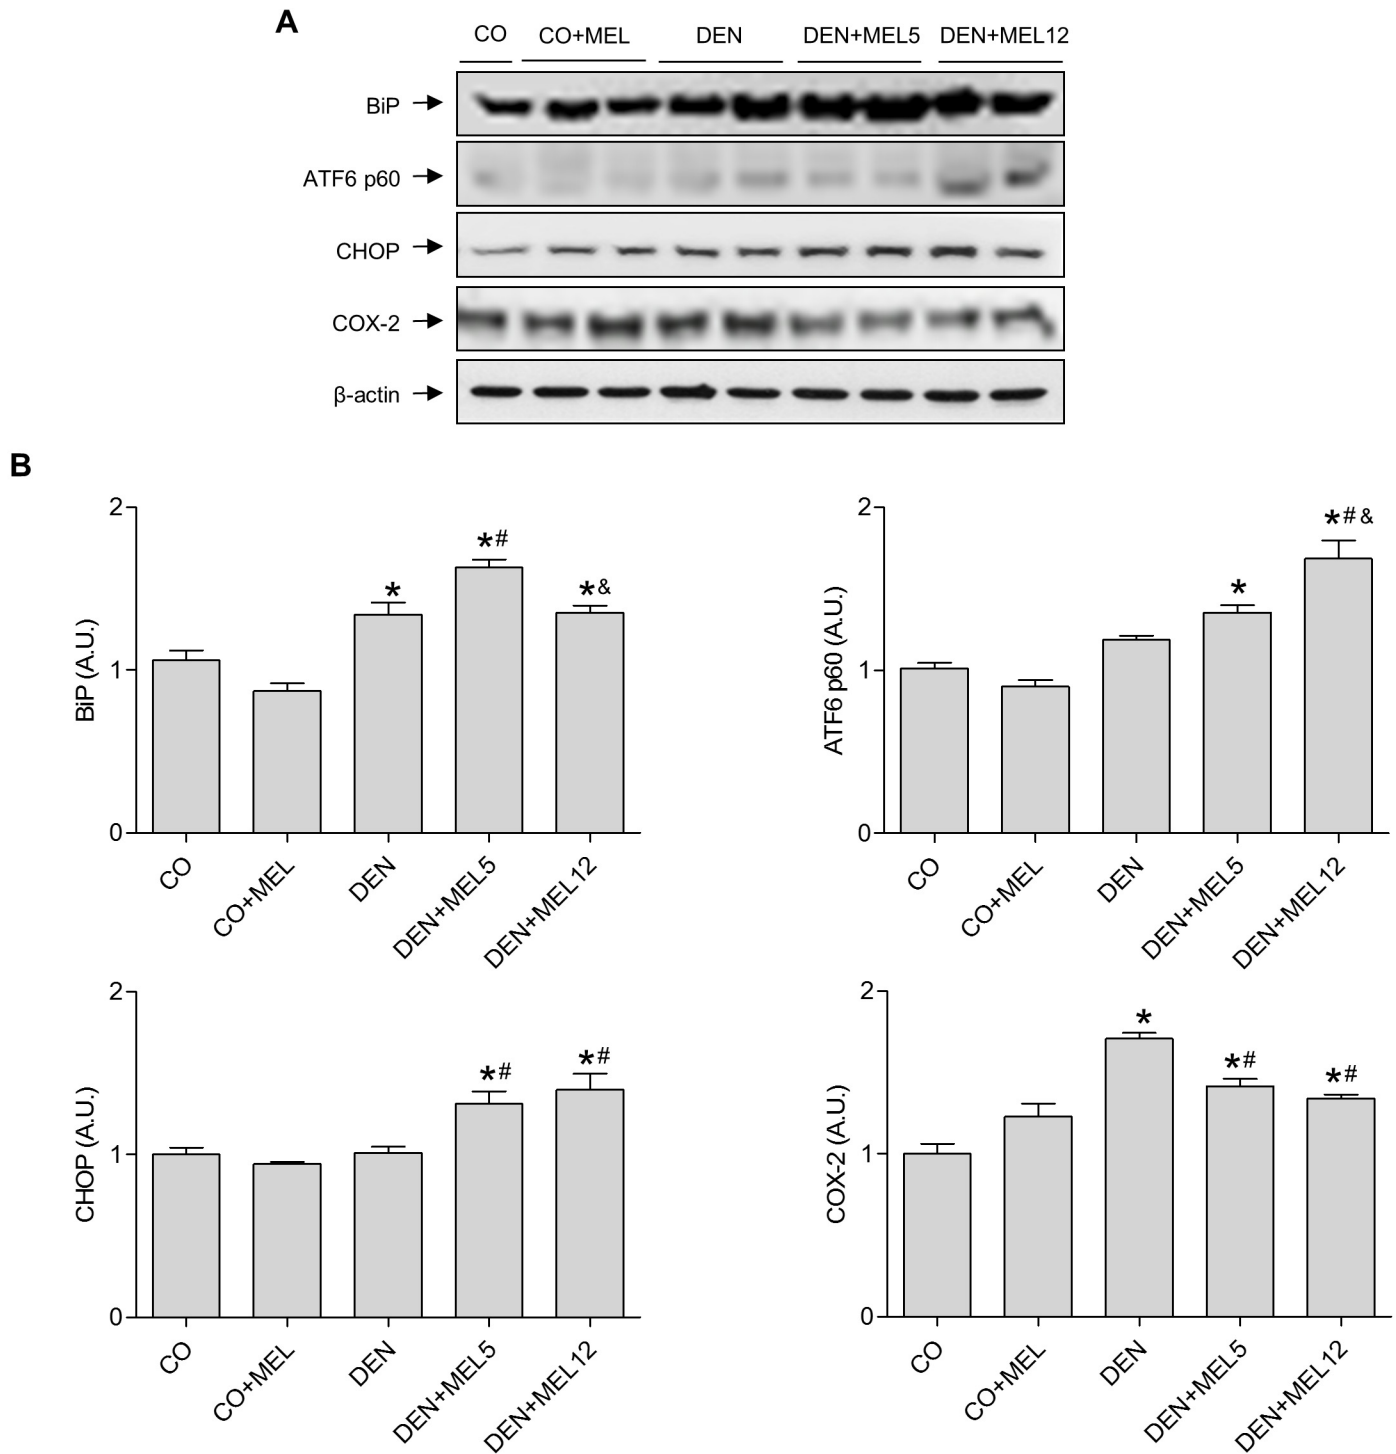 A
CO CO+MEL DEN DEN+MEL5 DEN+MEL12
BiP
ATF6 p60
CHOP
COX-2
β-actin
B
2
1
0
BiP (A.U.)
*
*#
*&
CO
CO+MEL
DEN
DEN+MEL5
DEN+MEL12
2
1
0
ATF6 p60 (A.U.)
*
*#&
CO
CO+MEL
DEN
DEN+MEL5
DEN+MEL12
2
1
0
CHOP (A.U.)
*#
*#
CO
CO+MEL
DEN
DEN+MEL5
DEN+MEL12
2
1
0
COX-2 (A.U.)
*
*#
*#
CO
CO+MEL
DEN
DEN+MEL5
DEN+MEL12